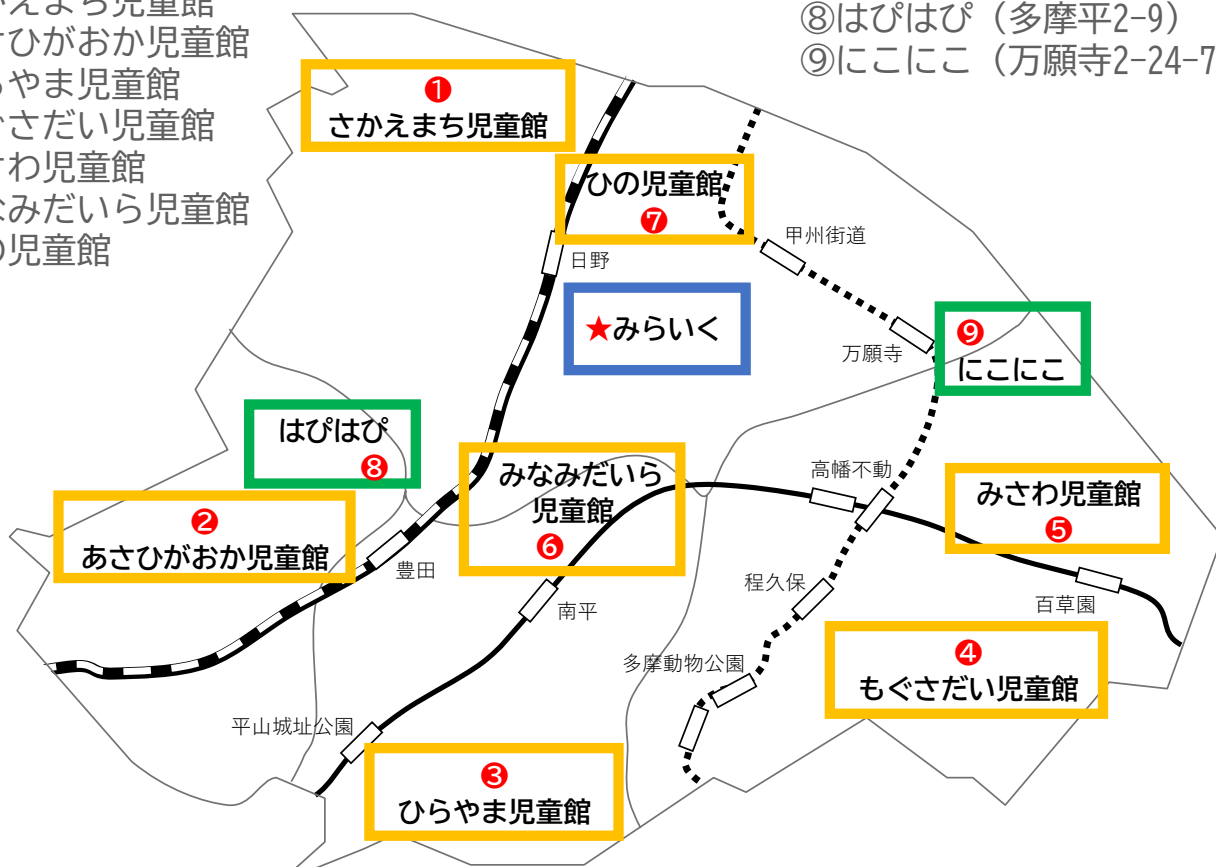 えまち児童館
ひがおか児童館
やま児童館
さだい児童館
わ児童館
なみだいら児童館
児童館
⑧はぴはぴ（多摩平2-9）
⑨にこにこ（万願寺2-24-7
❶
さかえまち児童館
ひの児童館
❼
甲州街道
日野
★みらいく
万願寺
❾
にこにこ
はぴはぴ
❽
みなみだいら
児童館
❻
高幡不動
みさわ児童館
❺
❷
あさひがおか児童館
豊田
南平
程久保
百草園
多摩動物公園
❹
もぐさだい児童館
平山城址公園
❸
ひらやま児童館